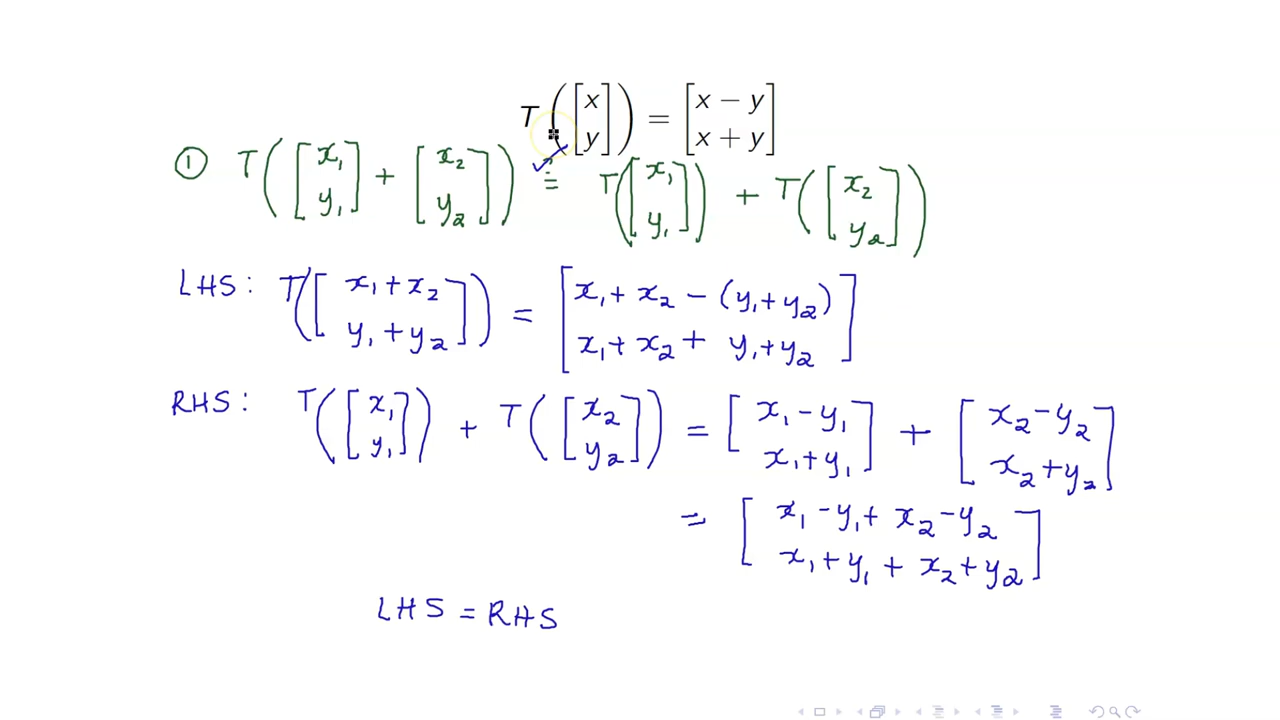 T([x y]) = [x − y x + y]
① T([x₁ y₁] + [x₂ y₂]) ≟ T([x₁ y₁]) + T([x₂ y₂])
LHS: T([x₁+x₂ y₁+y₂]) = [x₁+x₂−(y₁+y₂) x₁+x₂+y₁+y₂]
RHS: T([x₁ y₁]) + T([x₂ y₂]) = [x₁−y₁ x₁+y₁] + [x₂−y₂ x₂+y₂]
= [x₁−y₁+x₂−y₂ x₁+y₁+x₂+y₂]
LHS = RHS